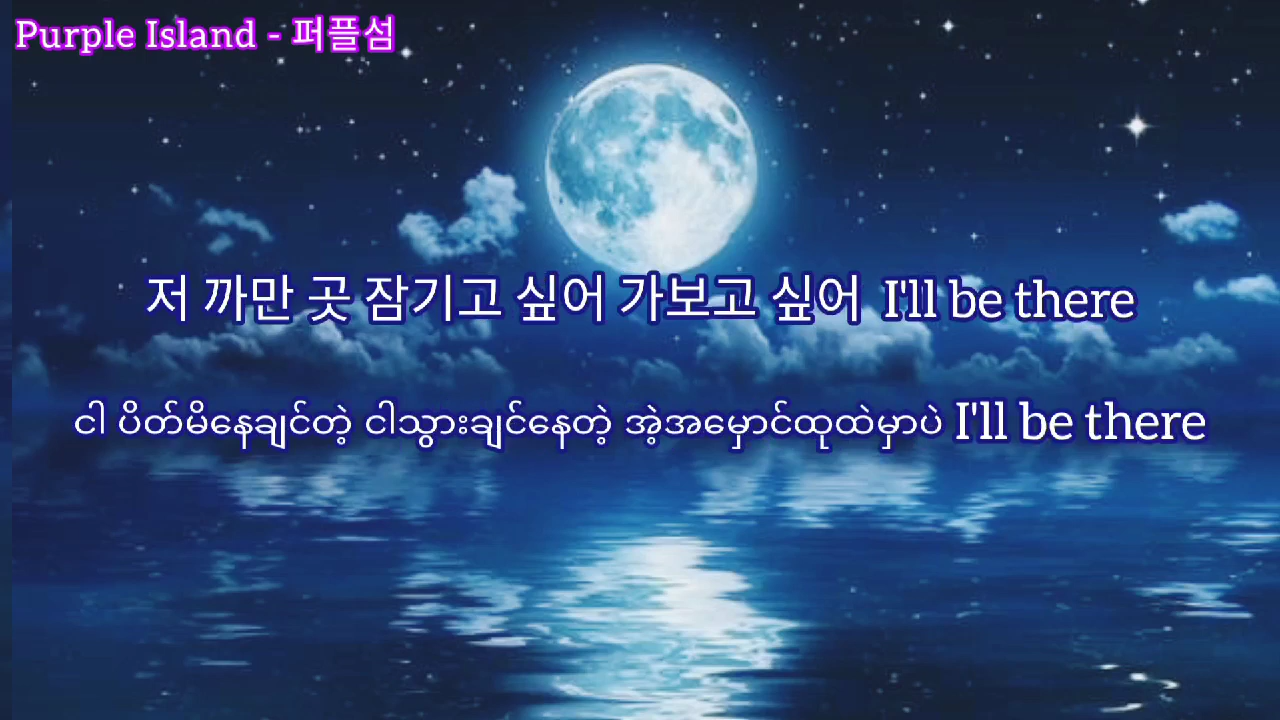 Purple Island - 퍼플섬
저 까만 곳 잠기고 싶어 가보고 싶어 I'll be there
ငါ ပိတ်မိနေချင်တဲ့ ငါသွားချင်နေတဲ့ အဲ့အမှောင်ထုထဲမှာပဲ I'll be there